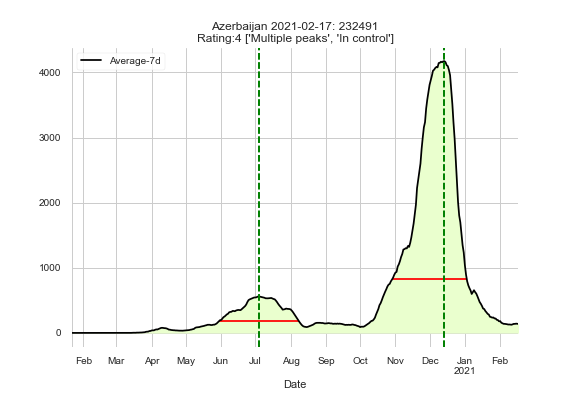 Azerbaijan 2021-02-17: 232491
Rating:4 ['Multiple peaks', 'In control']
Average-7d
4000
3000
2000
1000
0
Feb Mar Apr May Jun Jul Aug Sep Oct Nov Dec Jan Feb
2021
Date